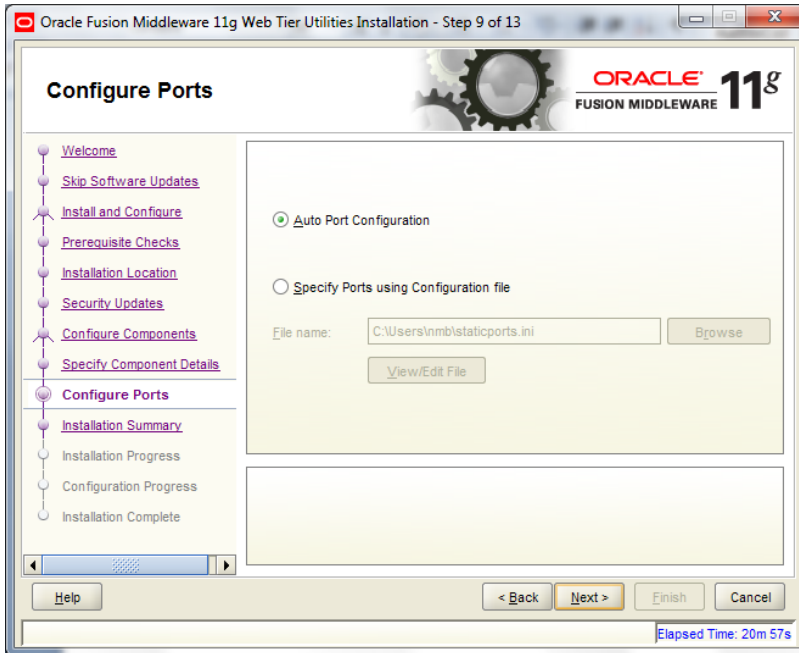 Oracle Fusion Middleware 11g Web Tier Utilities Installation - Step 9 of 13
Configure Ports
ORACLE
FUSION MIDDLEWARE
11g
Welcome
Skip Software Updates
Install and Configure
Prerequisite Checks
Installation Location
Security Updates
Configure Components
Specify Component Details
Configure Ports
Installation Summary
Installation Progress
Configuration Progress
Installation Complete
Auto Port Configuration
Specify Ports using Configuration file
File name: C:\Users\nmb\staticports.ini Browse
View/Edit File
Help < Back Next > Finish Cancel
Elapsed Time: 20m 57s